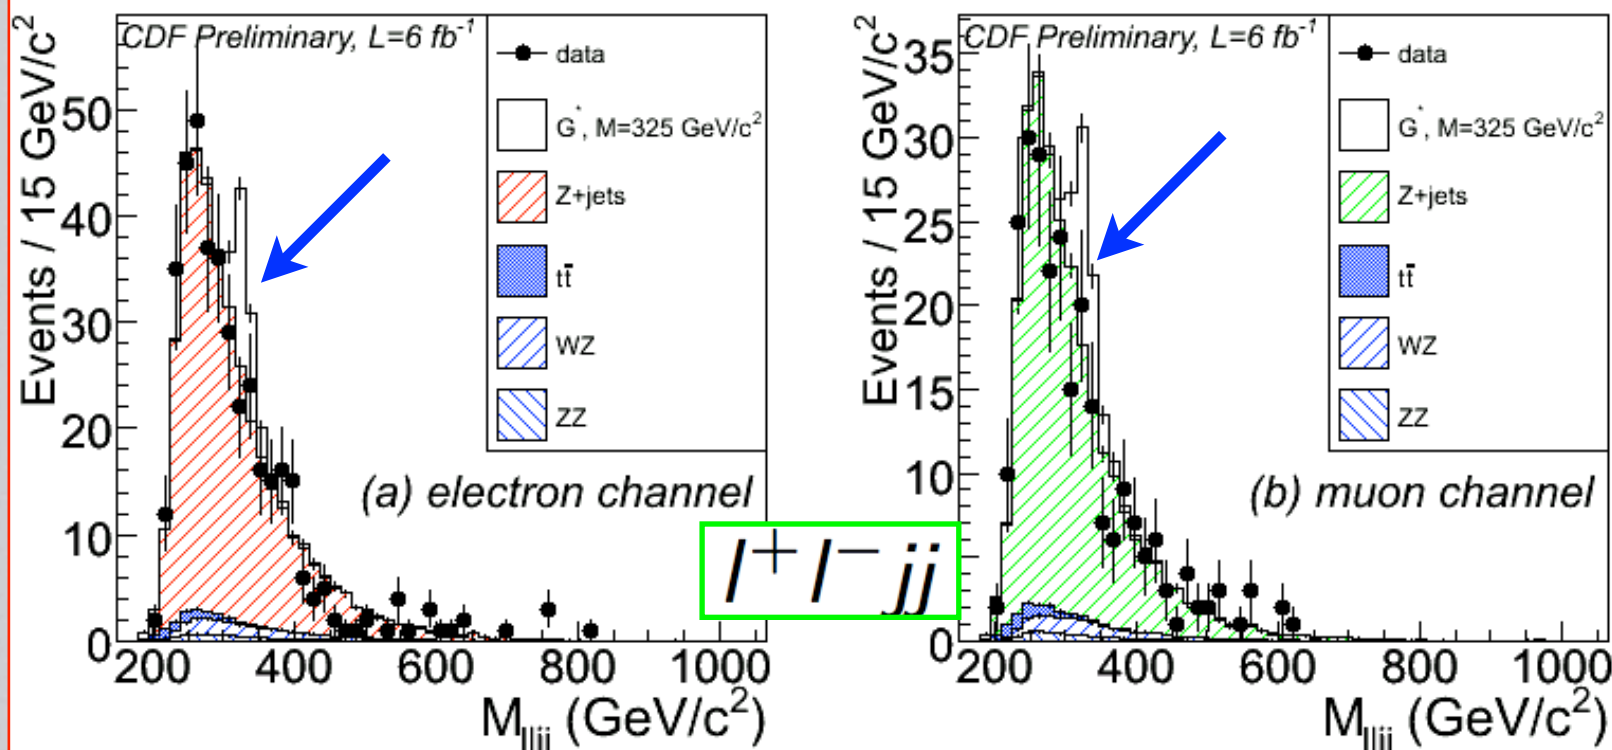 CDF Preliminary, L=6 fb⁻¹
Events / 15 GeV/c²
50
40
30
20
10
0
data
G*, M=325 GeV/c²
Z+jets
tt̄
WZ
ZZ
(a) electron channel
200 400 600 800 1000
M_lljj (GeV/c²)
l⁺l⁻jj
CDF Preliminary, L=6 fb⁻¹
Events / 15 GeV/c²
35
30
25
20
15
10
5
0
data
G*, M=325 GeV/c²
Z+jets
tt̄
WZ
ZZ
(b) muon channel
200 400 600 800 1000
M_lljj (GeV/c²)